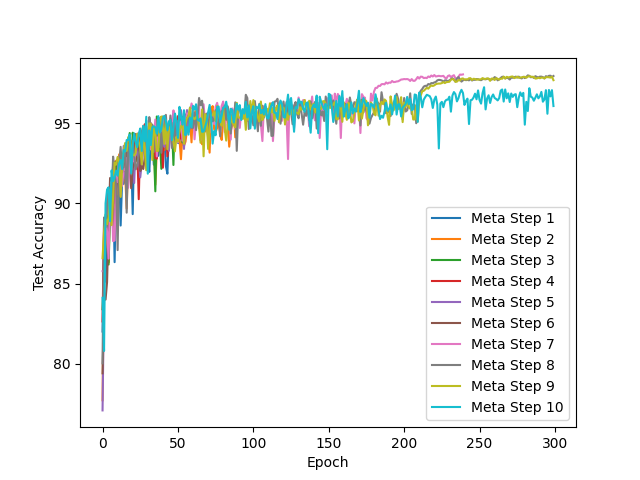 95
90
85
80
Test Accuracy
0 50 100 150 200 250 300
Epoch
Meta Step 1
Meta Step 2
Meta Step 3
Meta Step 4
Meta Step 5
Meta Step 6
Meta Step 7
Meta Step 8
Meta Step 9
Meta Step 10